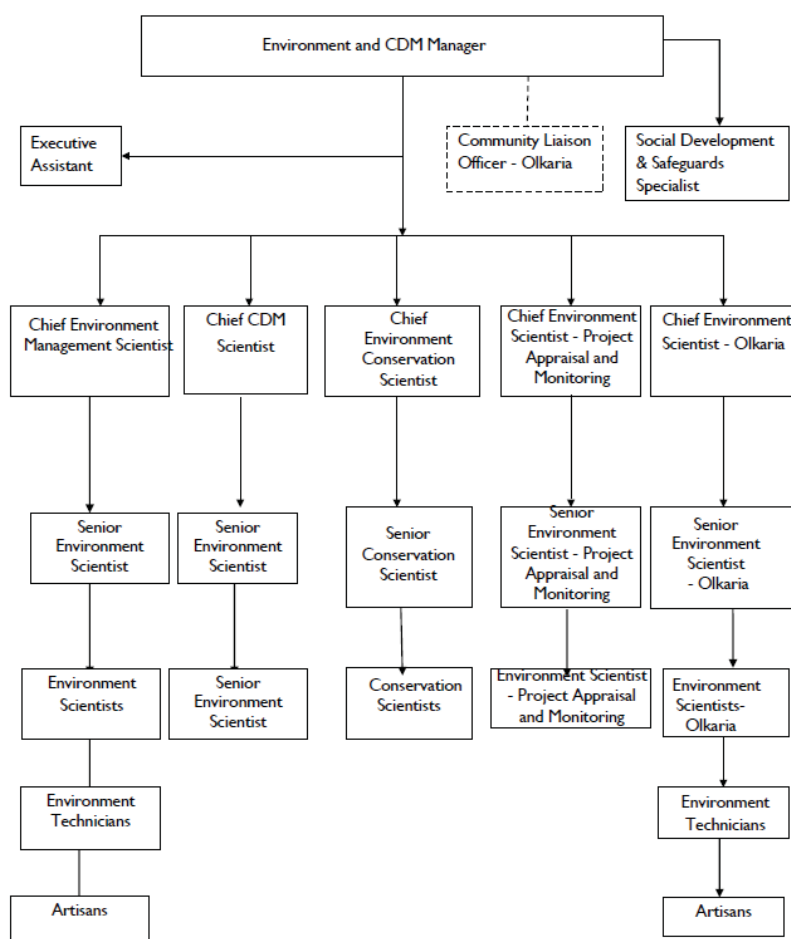 Environment and CDM Manager
Executive
Assistant
Community Liaison
Officer - Olkaria
Social Development
& Safeguards
Specialist
Chief Environment
Management Scientist
Chief CDM
Scientist
Chief
Environment
Conservation
Scientist
Chief Environment
Scientist - Project
Appraisal and
Monitoring
Chief Environment
Scientist - Olkaria
Senior
Environment
Scientist
Senior
Environment
Scientist
Senior
Conservation
Scientist
Senior
Environment
Scientist - Project
Appraisal and
Monitoring
Senior
Environment
Scientist
- Olkaria
Environment
Scientists
Senior
Environment
Scientist
Conservation
Scientists
Environment Scientist
- Project Appraisal
and Monitoring
Environment
Scientists-
Olkaria
Environment
Technicians
Environment
Technicians
Artisans
Artisans